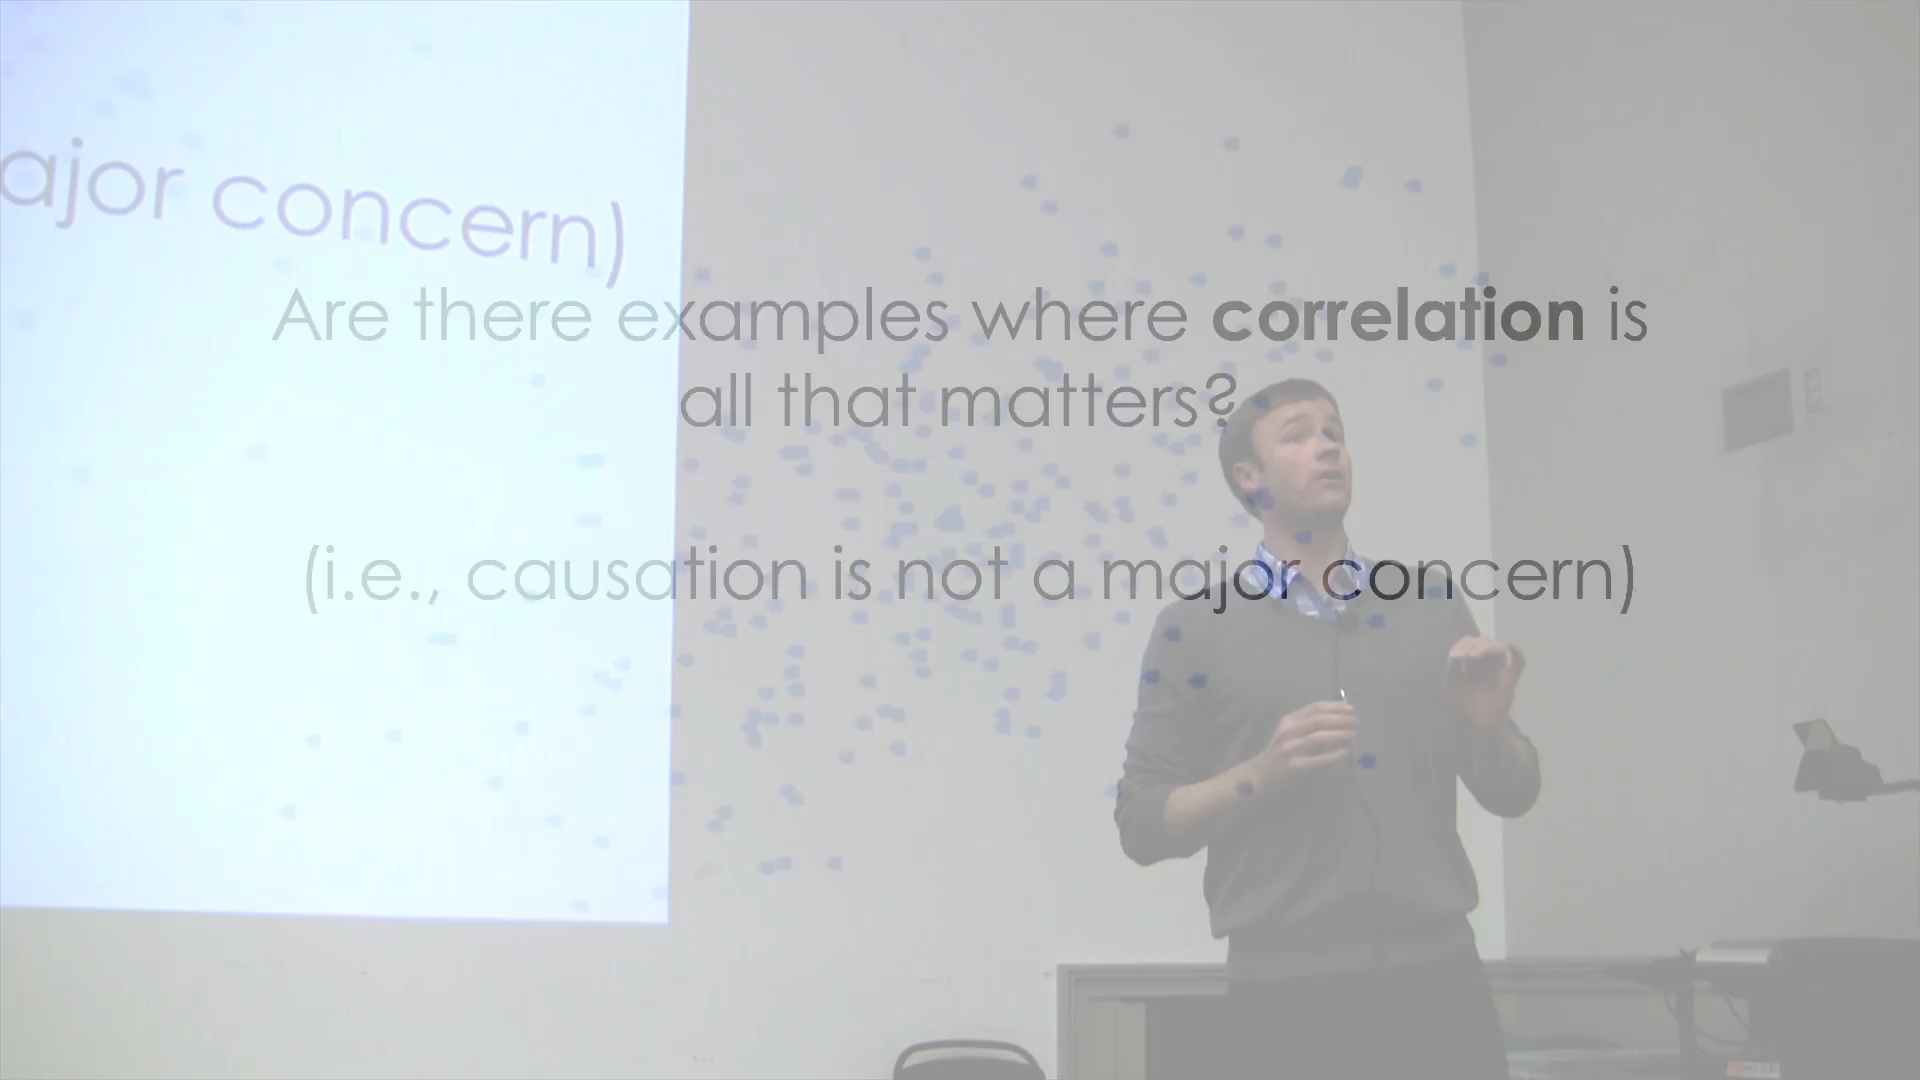 ajor concern)
Are there examples where correlation is
all that matters?
(i.e., causation is not a major concern)